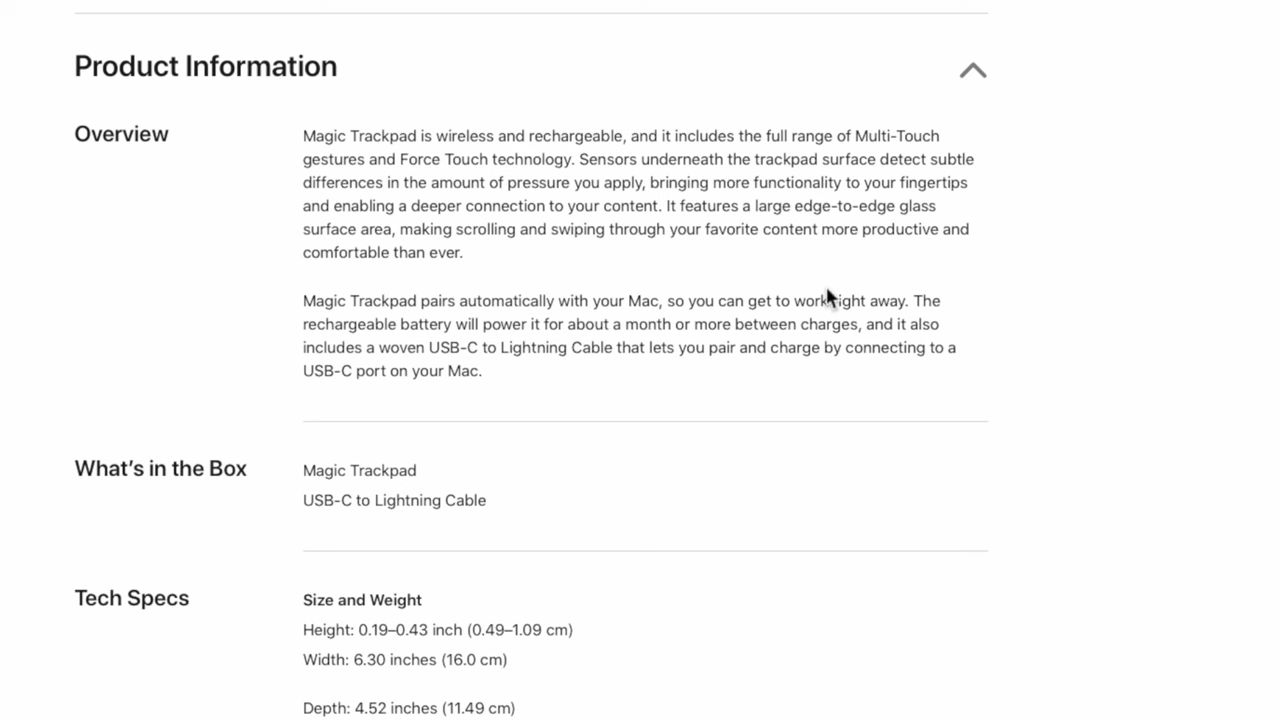 Product Information
Overview
Magic Trackpad is wireless and rechargeable, and it includes the full range of Multi-Touch
gestures and Force Touch technology. Sensors underneath the trackpad surface detect subtle
differences in the amount of pressure you apply, bringing more functionality to your fingertips
and enabling a deeper connection to your content. It features a large edge-to-edge glass
surface area, making scrolling and swiping through your favorite content more productive and
comfortable than ever.
Magic Trackpad pairs automatically with your Mac, so you can get to work right away. The
rechargeable battery will power it for about a month or more between charges, and it also
includes a woven USB-C to Lightning Cable that lets you pair and charge by connecting to a
USB-C port on your Mac.
What's in the Box
Magic Trackpad
USB-C to Lightning Cable
Tech Specs
Size and Weight
Height: 0.19–0.43 inch (0.49–1.09 cm)
Width: 6.30 inches (16.0 cm)
Depth: 4.52 inches (11.49 cm)